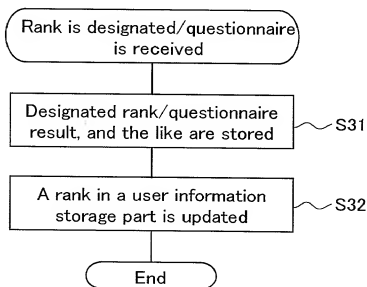 Rank is designated/questionnaire
is received
Designated rank/questionnaire
result, and the like are stored
S31
A rank in a user information
storage part is updated
S32
End